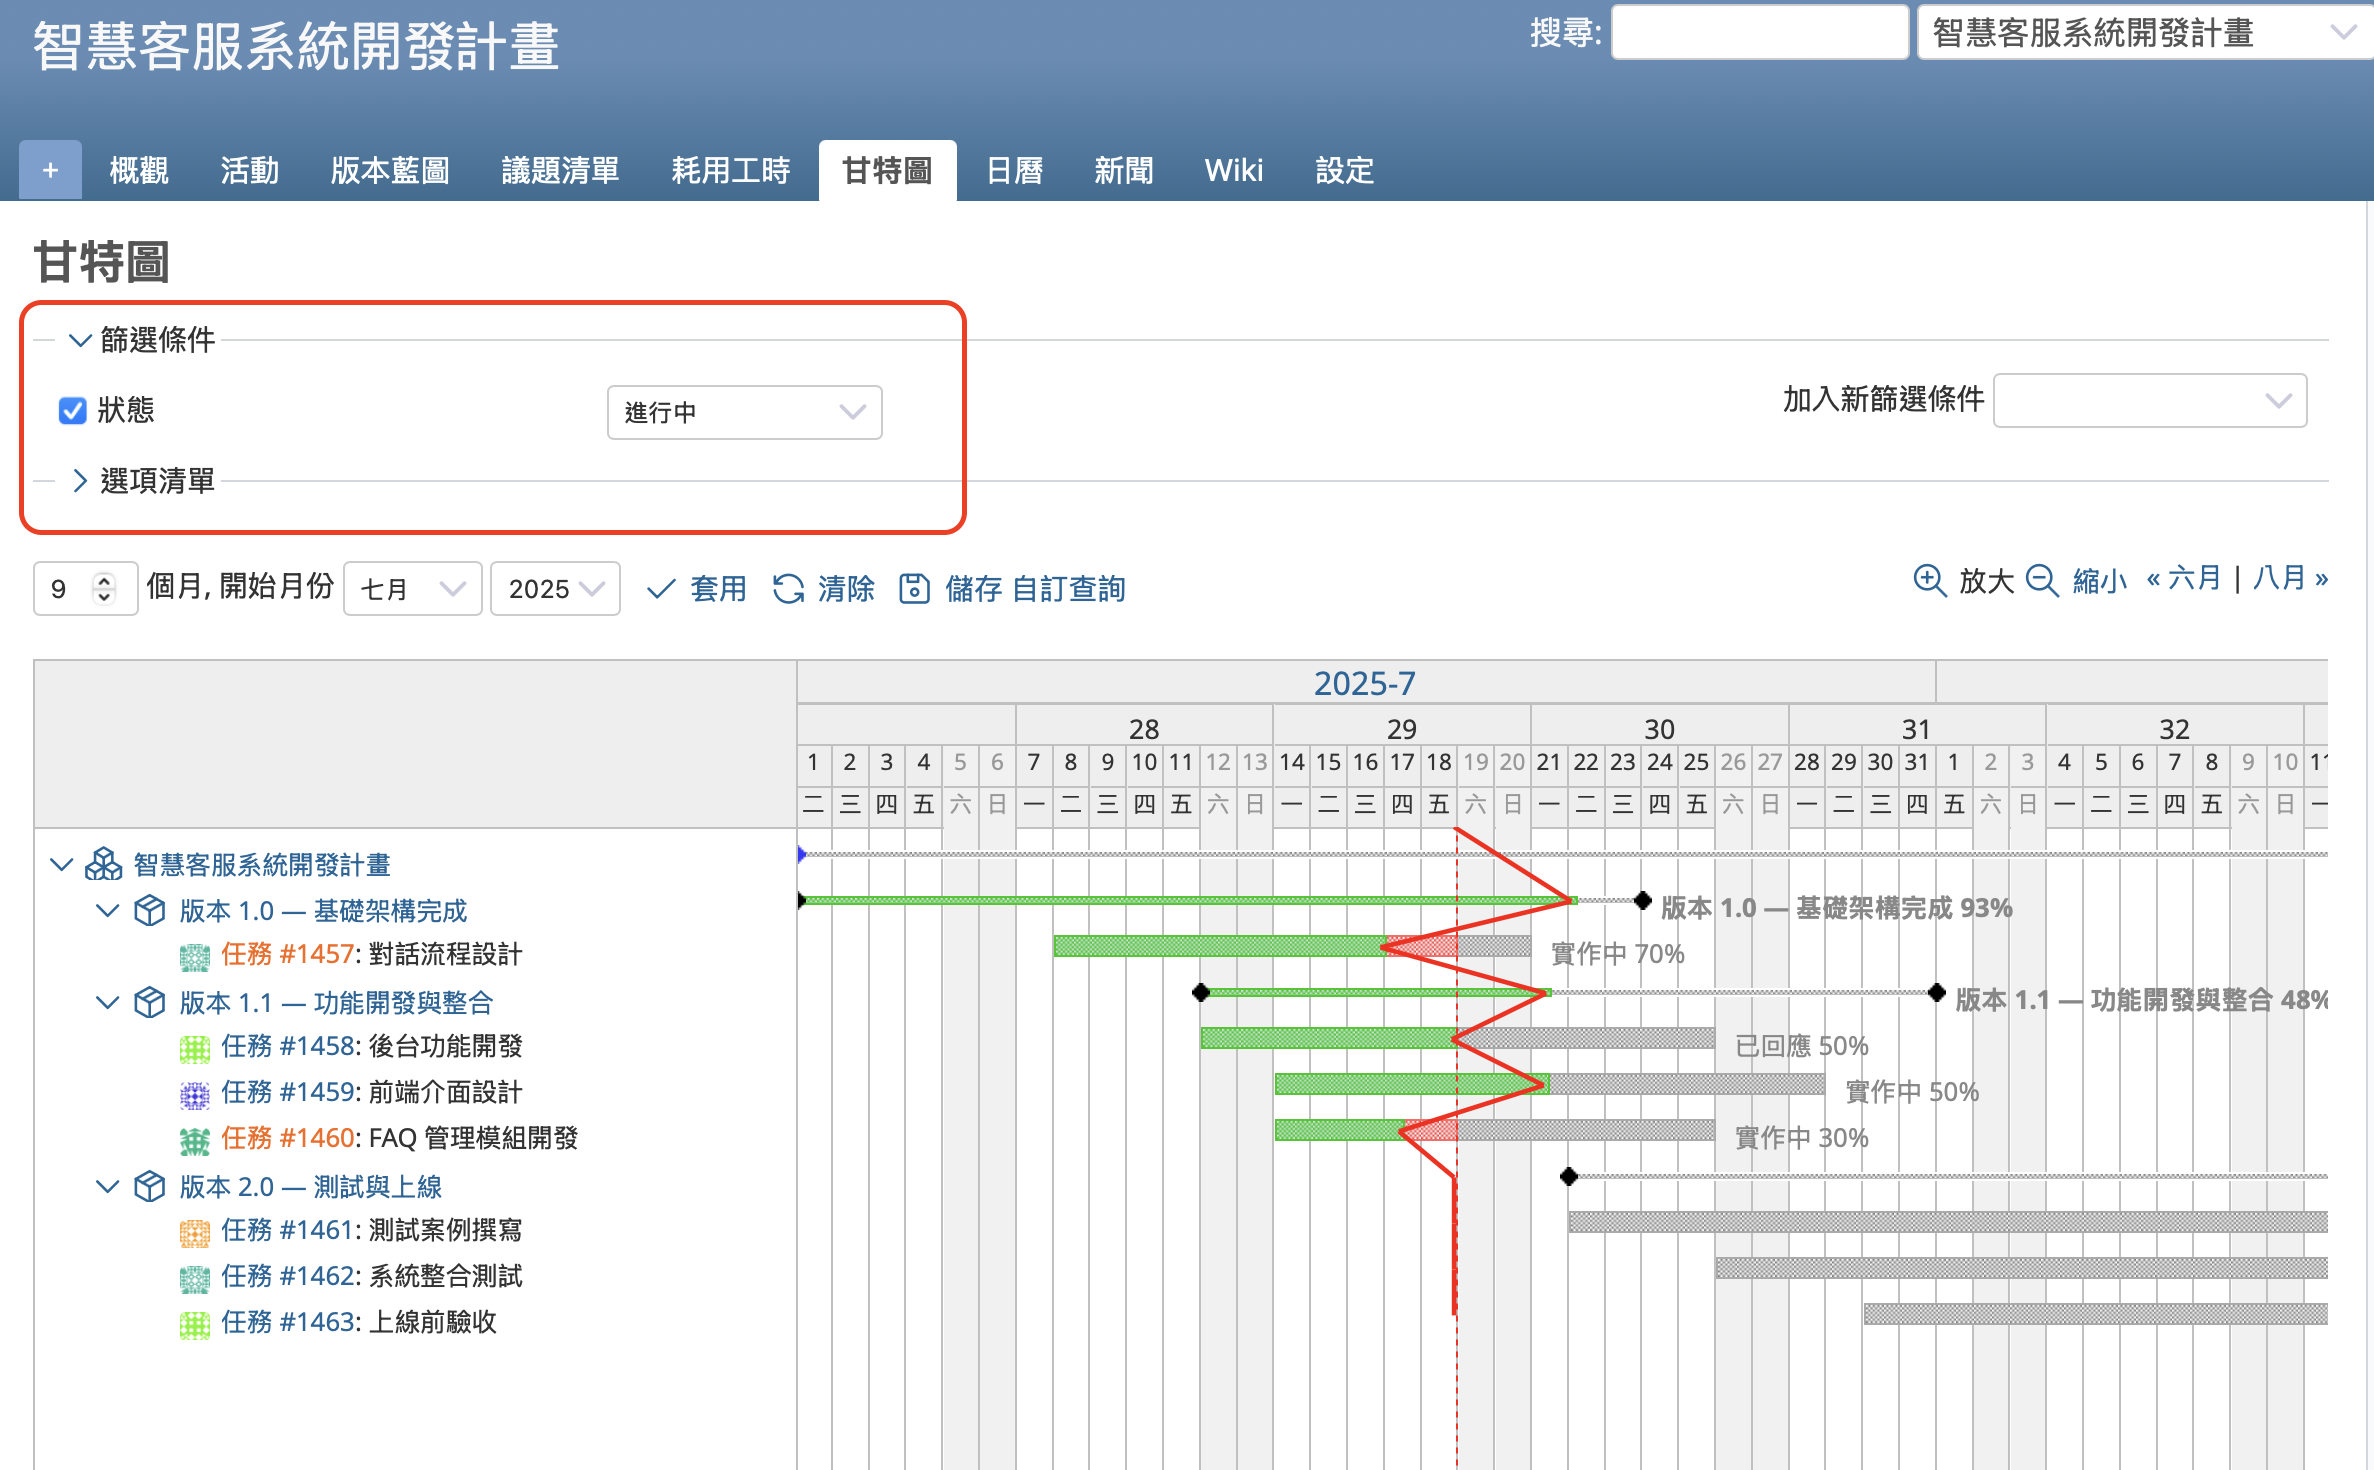 智慧客服系統開發計畫
搜尋: 智慧客服系統開發計畫
+ 概觀 活動 版本藍圖 議題清單 耗用工時 甘特圖 日曆 新聞 Wiki 設定
甘特圖
篩選條件
狀態 進行中 加入新篩選條件
選項清單
9 個月, 開始月份 七月 2025 套用 清除 儲存 自訂查詢 放大 縮小 « 六月 | 八月 »
2025-7
28 29 30 31 32
1 2 3 4 5 6 7 8 9 10 11 12 13 14 15 16 17 18 19 20 21 22 23 24 25 26 27 28 29 30 31 1 2 3 4 5 6 7 8 9 10 11
二 三 四 五 六 日 一 二 三 四 五 六 日 一 二 三 四 五 六 日 一 二 三 四 五 六 日 一 二 三 四 五 六 日 一 二 三 四 五 六 日 一
智慧客服系統開發計畫
版本 1.0 — 基礎架構完成 版本 1.0 — 基礎架構完成 93%
任務 #1457: 對話流程設計 實作中 70%
版本 1.1 — 功能開發與整合 版本 1.1 — 功能開發與整合 48%
任務 #1458: 後台功能開發 已回應 50%
任務 #1459: 前端介面設計 實作中 50%
任務 #1460: FAQ 管理模組開發 實作中 30%
版本 2.0 — 測試與上線
任務 #1461: 測試案例撰寫
任務 #1462: 系統整合測試
任務 #1463: 上線前驗收